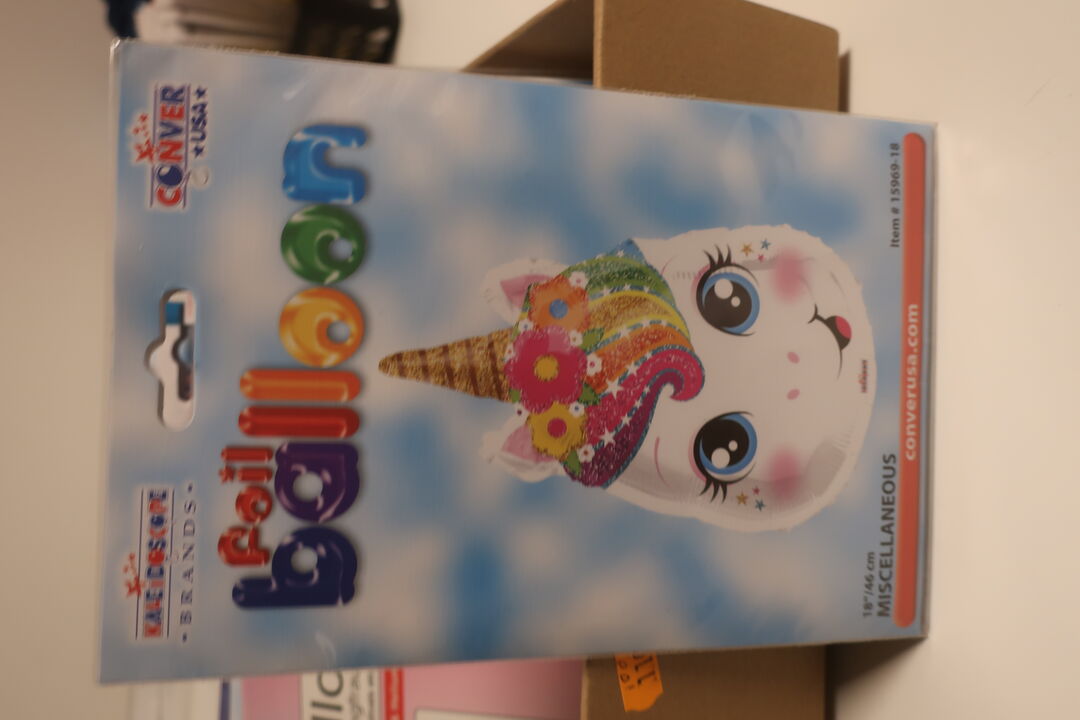 KALEIDOSCOPE
• BRANDS •
CONVER
★ USA ★
foil
balloon
18"/46 cm
MISCELLANEOUS
Item # 15969-18
converusa.com